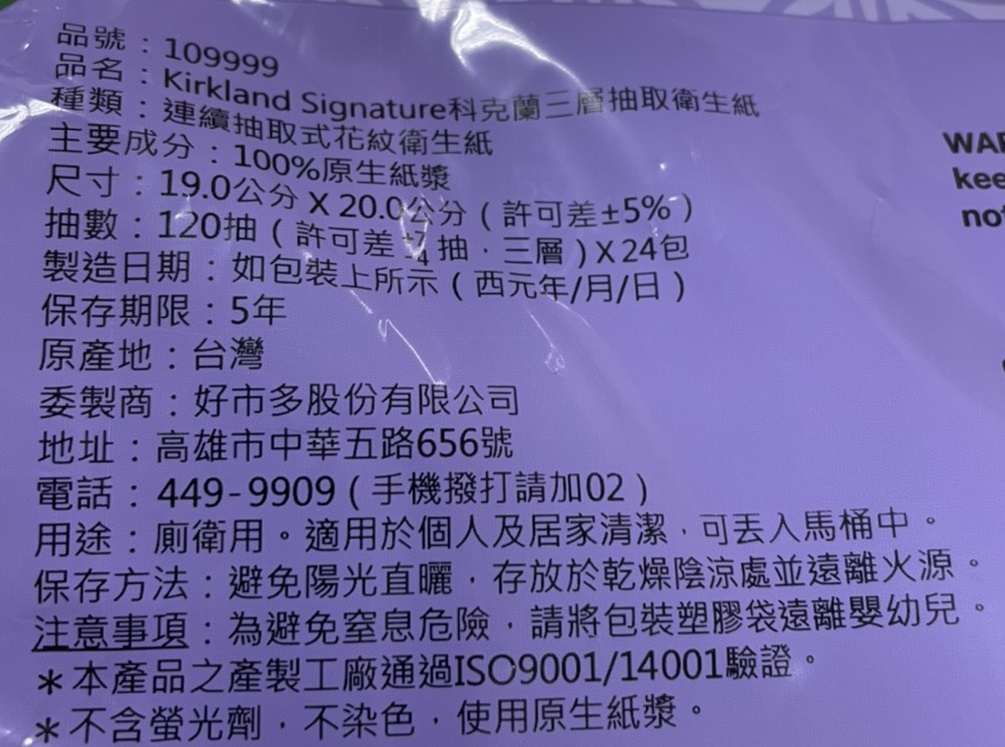 品號：109999
品名：Kirkland Signature科克蘭三層抽取衛生紙
種類：連續抽取式花紋衛生紙
主要成分：100%原生紙漿
尺寸：19.0公分 X 20.0公分（許可差±5%）
抽數：120抽（許可差 +7 -4 抽，三層）X 24包
製造日期：如包裝上所示（西元年/月/日）
保存期限：5年
原產地：台灣
委製商：好市多股份有限公司
地址：高雄市中華五路656號
電話：449-9909（手機撥打請加02）
用途：廁衛用。適用於個人及居家清潔，可丟入馬桶中。
保存方法：避免陽光直曬，存放於乾燥陰涼處並遠離火源。
注意事項：為避免窒息危險，請將包裝塑膠袋遠離嬰幼兒。
＊本產品之產製工廠通過ISO9001/14001驗證。
＊不含螢光劑，不染色，使用原生紙漿。